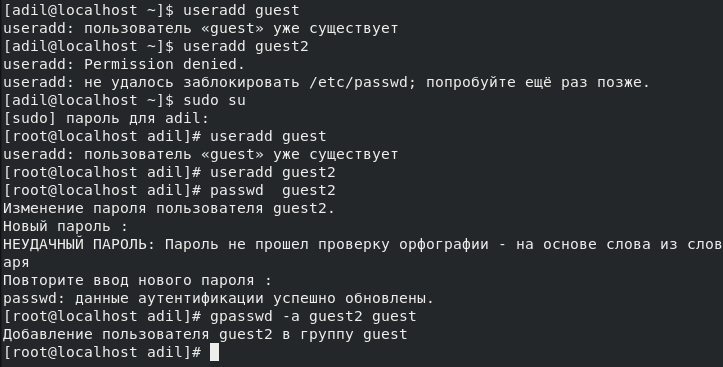 [adil@localhost ~]$ useradd guest
useradd: пользователь «guest» уже существует
[adil@localhost ~]$ useradd guest2
useradd: Permission denied.
useradd: не удалось заблокировать /etc/passwd; попробуйте ещё раз позже.
[adil@localhost ~]$ sudo su
[sudo] пароль для adil:
[root@localhost adil]# useradd guest
useradd: пользователь «guest» уже существует
[root@localhost adil]# useradd guest2
[root@localhost adil]# passwd  guest2
Изменение пароля пользователя guest2.
Новый пароль :
НЕУДАЧНЫЙ ПАРОЛЬ: Пароль не прошел проверку орфографии - на основе слова из слов
аря
Повторите ввод нового пароля :
passwd: данные аутентификации успешно обновлены.
[root@localhost adil]# gpasswd -a guest2 guest
Добавление пользователя guest2 в группу guest
[root@localhost adil]#